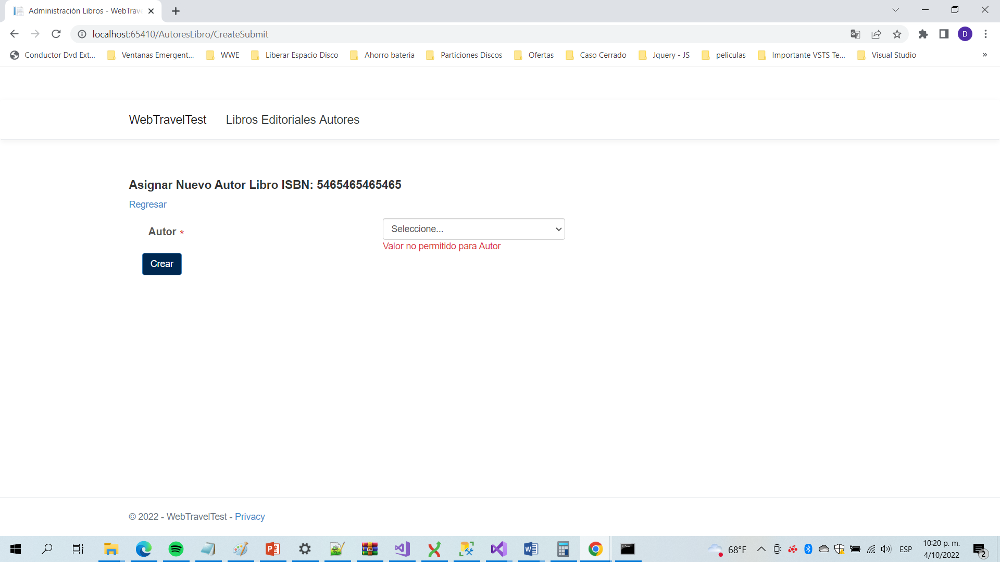 Administración Libros - WebTrave
localhost:65410/AutoresLibro/CreateSubmit
D
Conductor Dvd Ext... Ventanas Emergent... WWE Liberar Espacio Disco Ahorro bateria Particiones Discos Ofertas Caso Cerrado Jquery - JS peliculas Importante VSTS Te... Visual Studio »
WebTravelTest Libros Editoriales Autores
Asignar Nuevo Autor Libro ISBN: 5465465465465
Regresar
Autor * Seleccione...
Valor no permitido para Autor
Crear
© 2022 - WebTravelTest - Privacy
68°F ESP 10:20 p. m.
4/10/2022
2